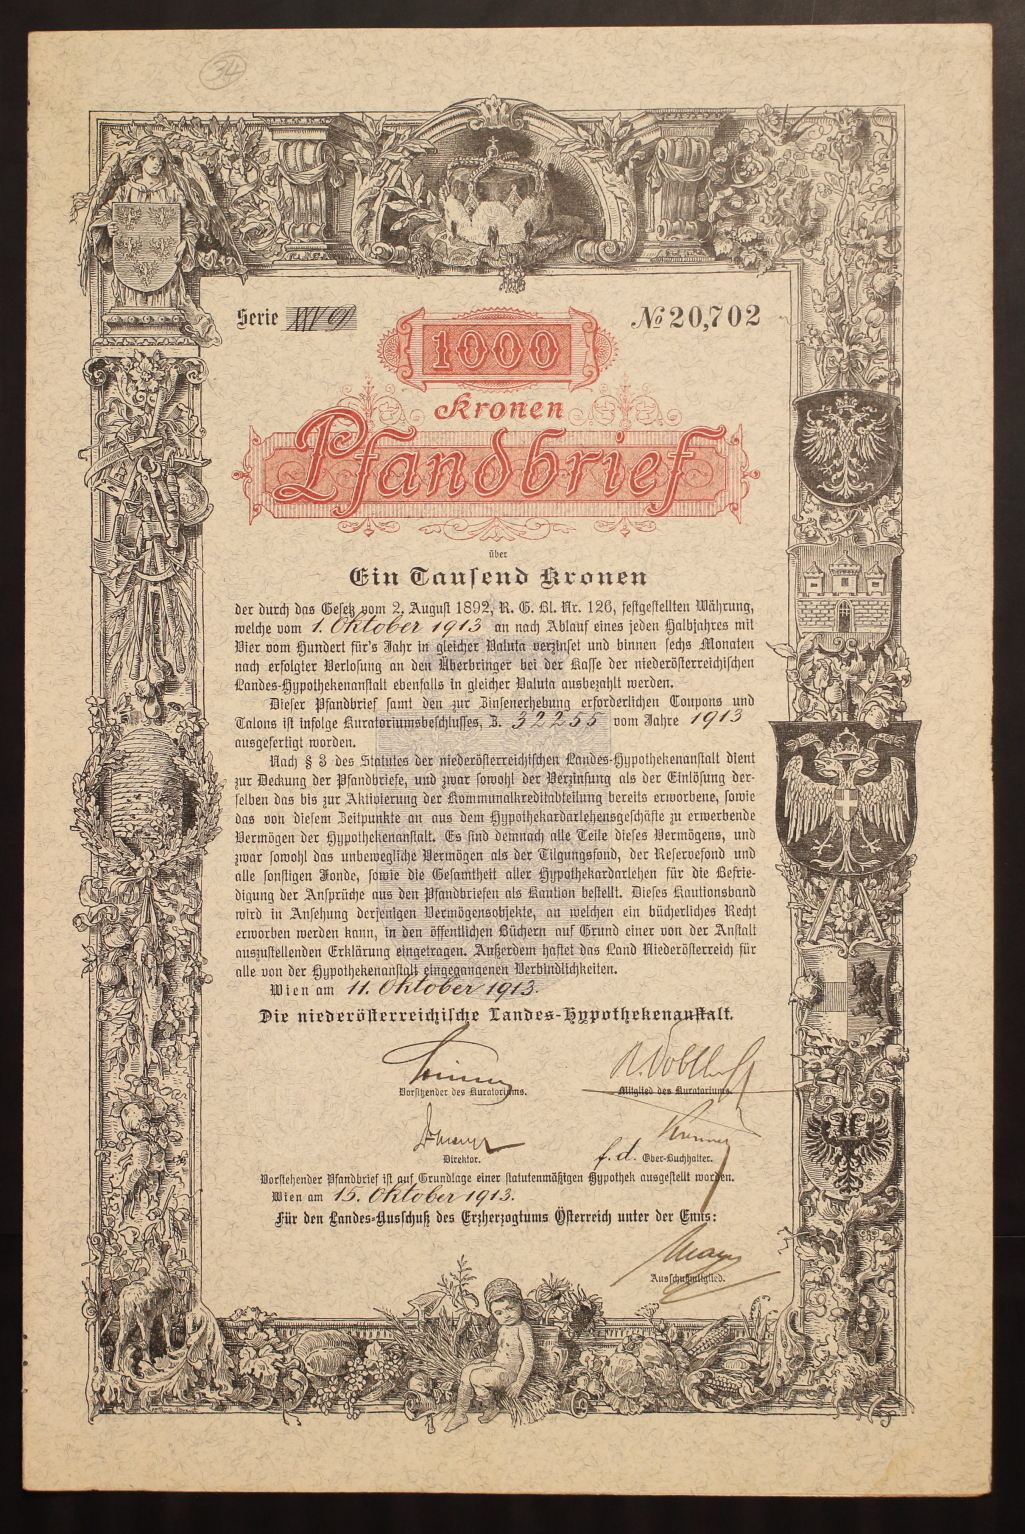 34
Serie XVI
№ 20,702
1000
Kronen
Pfandbrief
über
Ein Tausend Kronen
der durch das Gesetz vom 2. August 1892, R. G. Bl. Nr. 126, festgestellten Währung,
welche vom 1. Oktober 1913 an nach Ablauf eines jeden Halbjahres mit
Vier vom Hundert für's Jahr in gleicher Valuta verzinset und binnen sechs Monaten
nach erfolgter Verlosung an den Überbringer bei der Kasse der niederösterreichischen
Landes-Hypothekenanstalt ebenfalls in gleicher Valuta ausbezahlt werden.
Dieser Pfandbrief samt den zur Zinsenerhebung erforderlichen Coupons und
Talons ist infolge Kuratoriumsbeschlusses, Z. 32255 vom Jahre 1913
ausgefertigt worden.
Nach § 3 des Statutes der niederösterreichischen Landes-Hypothekenanstalt dient
zur Deckung der Pfandbriefe, und zwar sowohl der Verzinsung als der Einlösung der-
selben das bis zur Aktivierung der Kommunalkreditabteilung bereits erworbene, sowie
das von diesem Zeitpunkte an aus dem Hypothekardarlehensgeschäfte zu erwerbende
Vermögen der Hypothekenanstalt. Es sind demnach alle Teile dieses Vermögens, und
zwar sowohl das unbewegliche Vermögen als der Tilgungsfond, der Reservefond und
alle sonstigen Fonde, sowie die Gesamtheit aller Hypothekardarlehen für die Befrie-
digung der Ansprüche aus den Pfandbriefen als Kaution bestellt. Dieses Kautionsband
wird in Ansehung derjenigen Vermögensobjekte, an welchen ein bücherliches Recht
erworben werden kann, in den öffentlichen Büchern auf Grund einer von der Anstalt
auszustellenden Erklärung eingetragen. Außerdem haftet das Land Niederösterreich für
alle von der Hypothekenanstalt eingegangenen Verbindlichkeiten.
Wien am 11. Oktober 1913.
Die niederösterreichische Landes-Hypothekenanstalt.
Vorsitzender des Kuratoriums.
Mitglied des Kuratoriums.
Direktor.
f. d. Ober-Buchhalter.
Vorstehender Pfandbrief ist auf Grundlage einer statutenmäßigen Hypothek ausgestellt worden.
Wien am 15. Oktober 1913.
Für den Landes-Ausschuß des Erzherzogtums Österreich unter der Enns:
Ausschußmitglied.